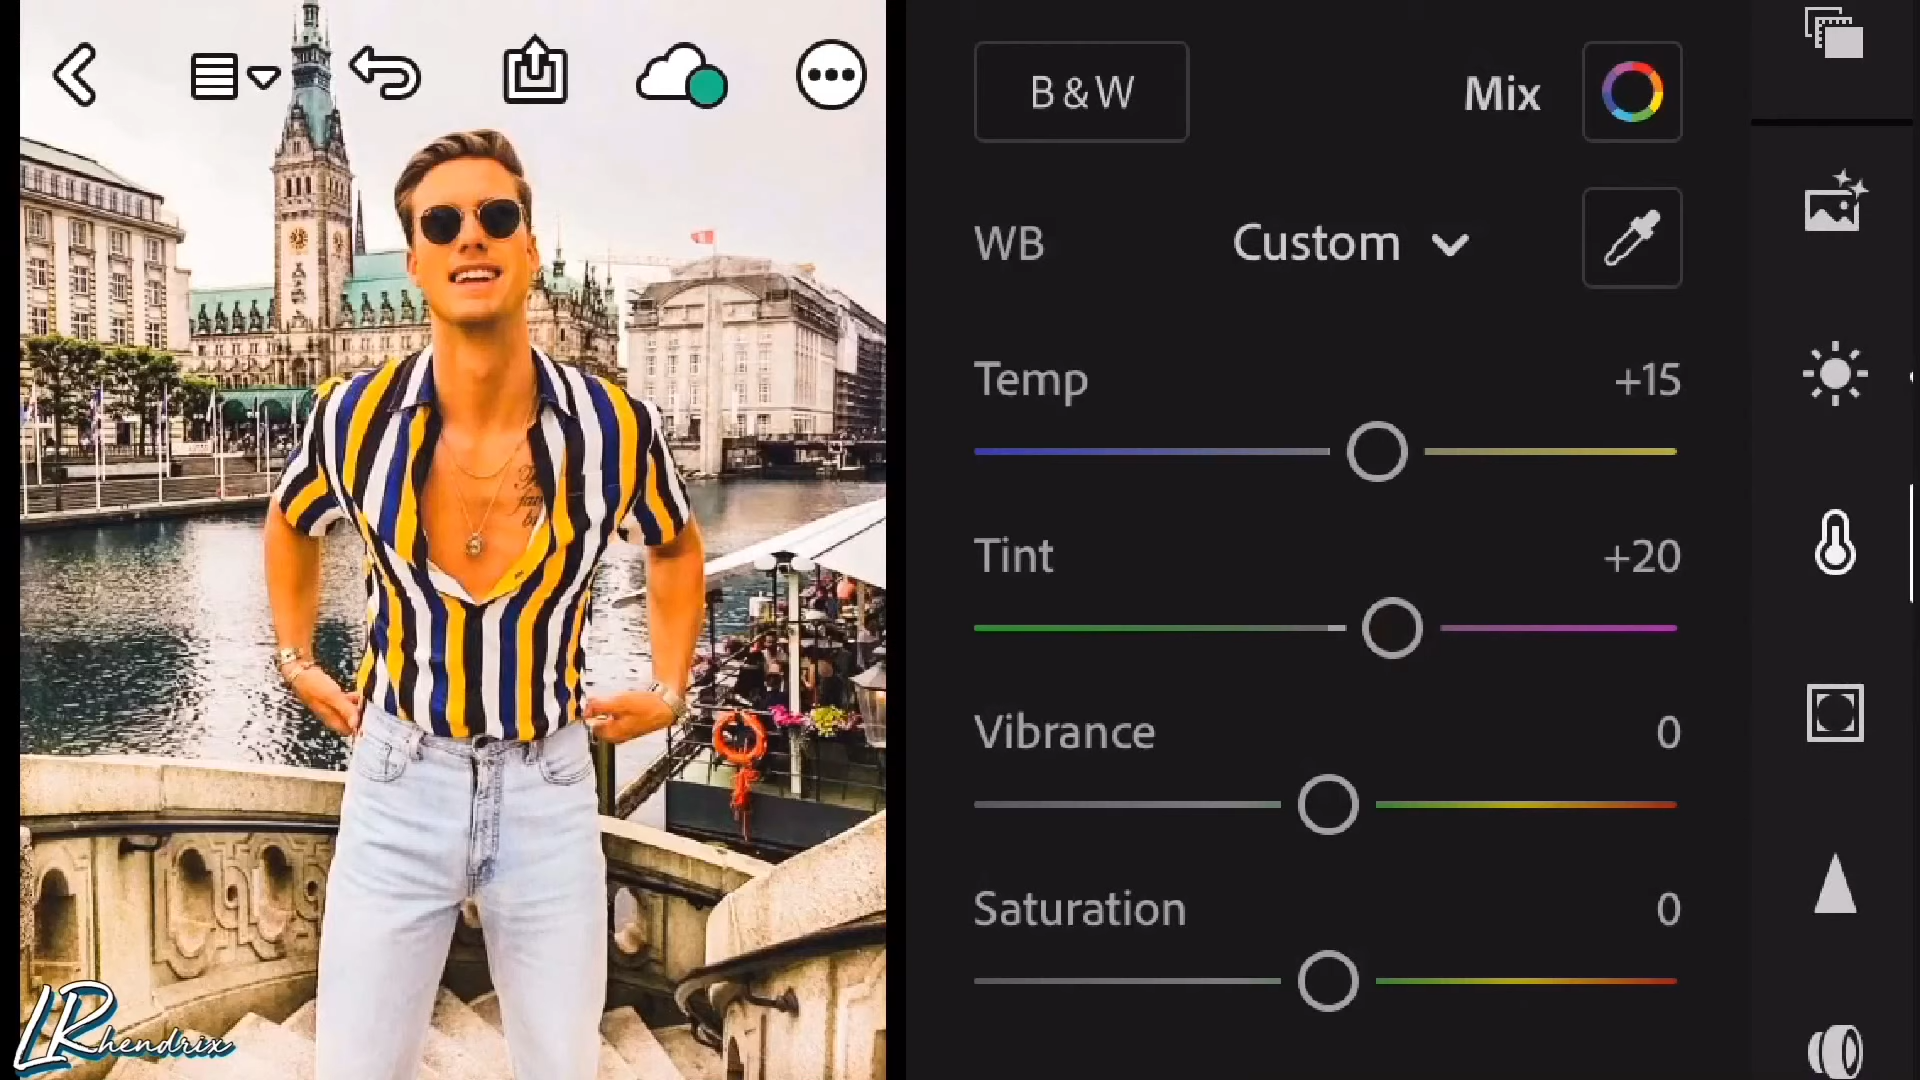 B&W
Mix
WB
Custom
Temp
+15
Tint
+20
Vibrance
0
Saturation
0
LRhendrix